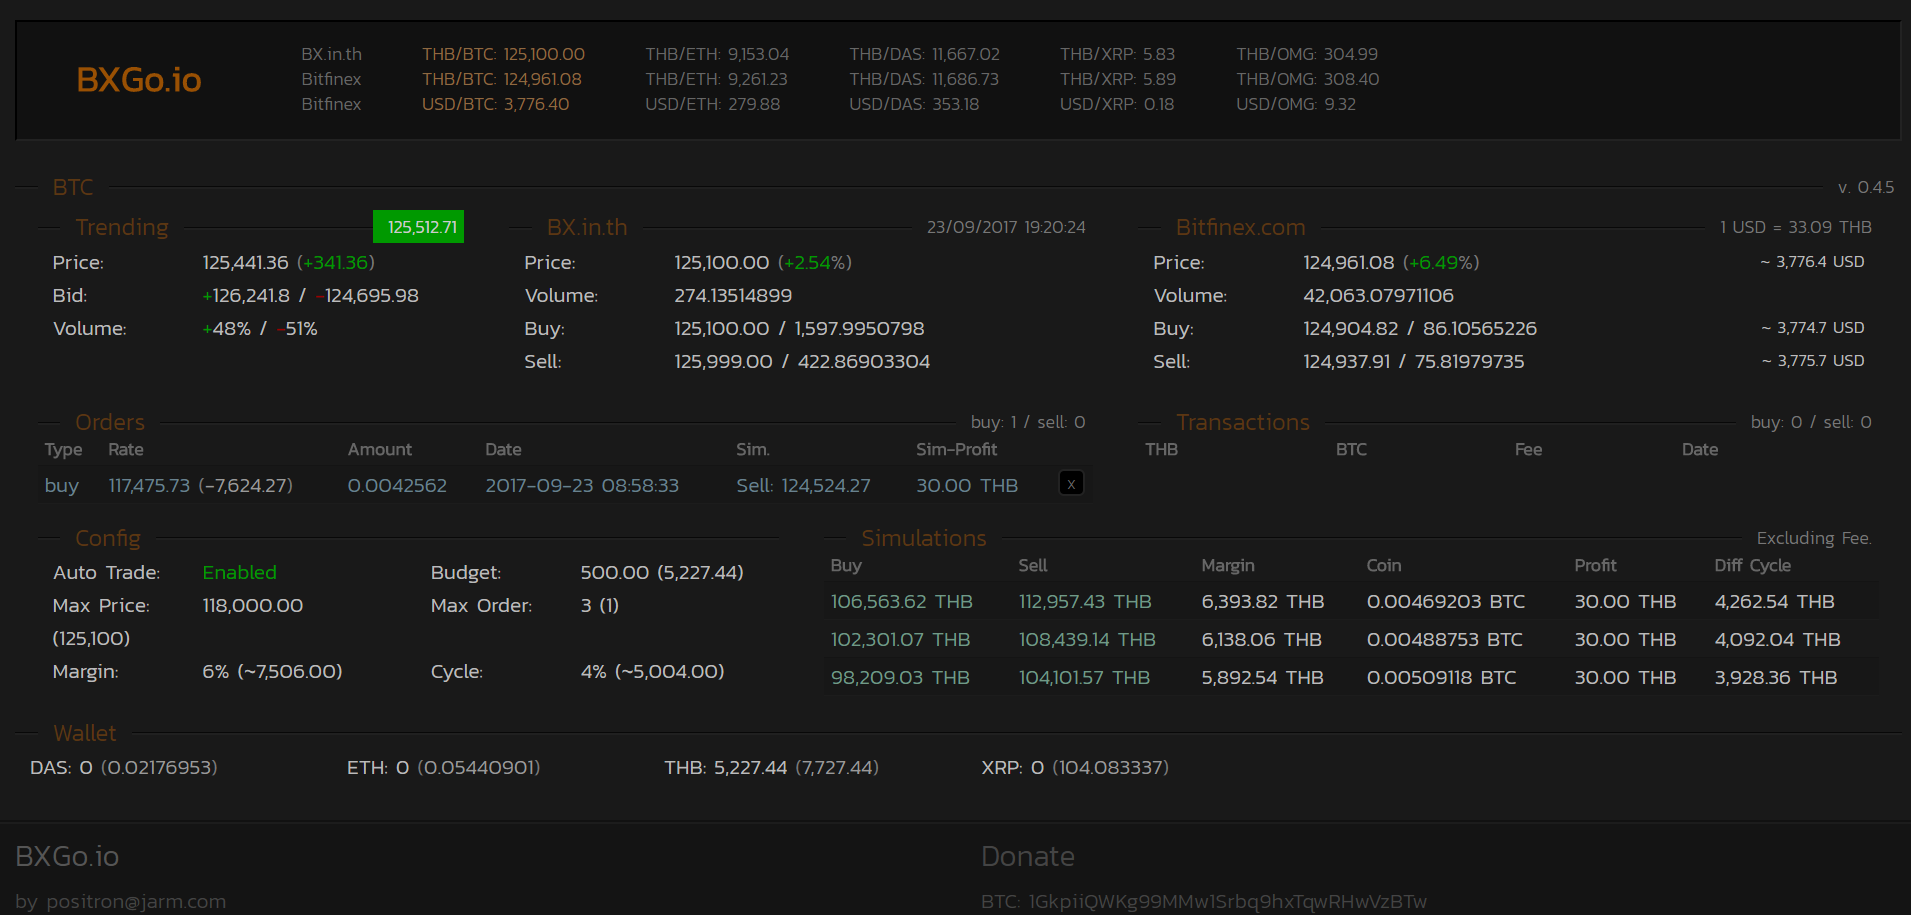 BXGo.io
BX.in.th THB/BTC: 125,100.00 THB/ETH: 9,153.04 THB/DAS: 11,667.02 THB/XRP: 5.83 THB/OMG: 304.99
Bitfinex THB/BTC: 124,961.08 THB/ETH: 9,261.23 THB/DAS: 11,686.73 THB/XRP: 5.89 THB/OMG: 308.40
Bitfinex USD/BTC: 3,776.40 USD/ETH: 279.88 USD/DAS: 353.18 USD/XRP: 0.18 USD/OMG: 9.32
BTC v. 0.4.5
Trending 125,512.71
Price: 125,441.36 (+341.36)
Bid: +126,241.8 / -124,695.98
Volume: +48% / -51%
BX.in.th 23/09/2017 19:20:24
Price: 125,100.00 (+2.54%)
Volume: 274.13514899
Buy: 125,100.00 / 1,597.9950798
Sell: 125,999.00 / 422.86903304
Bitfinex.com 1 USD = 33.09 THB
Price: 124,961.08 (+6.49%) ~ 3,776.4 USD
Volume: 42,063.07971106
Buy: 124,904.82 / 86.10565226 ~ 3,774.7 USD
Sell: 124,937.91 / 75.81979735 ~ 3,775.7 USD
Orders buy: 1 / sell: 0
Type Rate Amount Date Sim. Sim-Profit
buy 117,475.73 (-7,624.27) 0.0042562 2017-09-23 08:58:33 Sell: 124,524.27 30.00 THB x
Transactions buy: 0 / sell: 0
THB BTC Fee Date
Config
Auto Trade: Enabled Budget: 500.00 (5,227.44)
Max Price: 118,000.00 Max Order: 3 (1)
(125,100)
Margin: 6% (~7,506.00) Cycle: 4% (~5,004.00)
Simulations Excluding Fee.
Buy Sell Margin Coin Profit Diff Cycle
106,563.62 THB 112,957.43 THB 6,393.82 THB 0.00469203 BTC 30.00 THB 4,262.54 THB
102,301.07 THB 108,439.14 THB 6,138.06 THB 0.00488753 BTC 30.00 THB 4,092.04 THB
98,209.03 THB 104,101.57 THB 5,892.54 THB 0.00509118 BTC 30.00 THB 3,928.36 THB
Wallet
DAS: 0 (0.02176953) ETH: 0 (0.05440901) THB: 5,227.44 (7,727.44) XRP: 0 (104.083337)
BXGo.io
by positron@jarm.com
Donate
BTC: 1GkpiiQWKg99MMw1Srbq9hxTqwRHwVzBTw